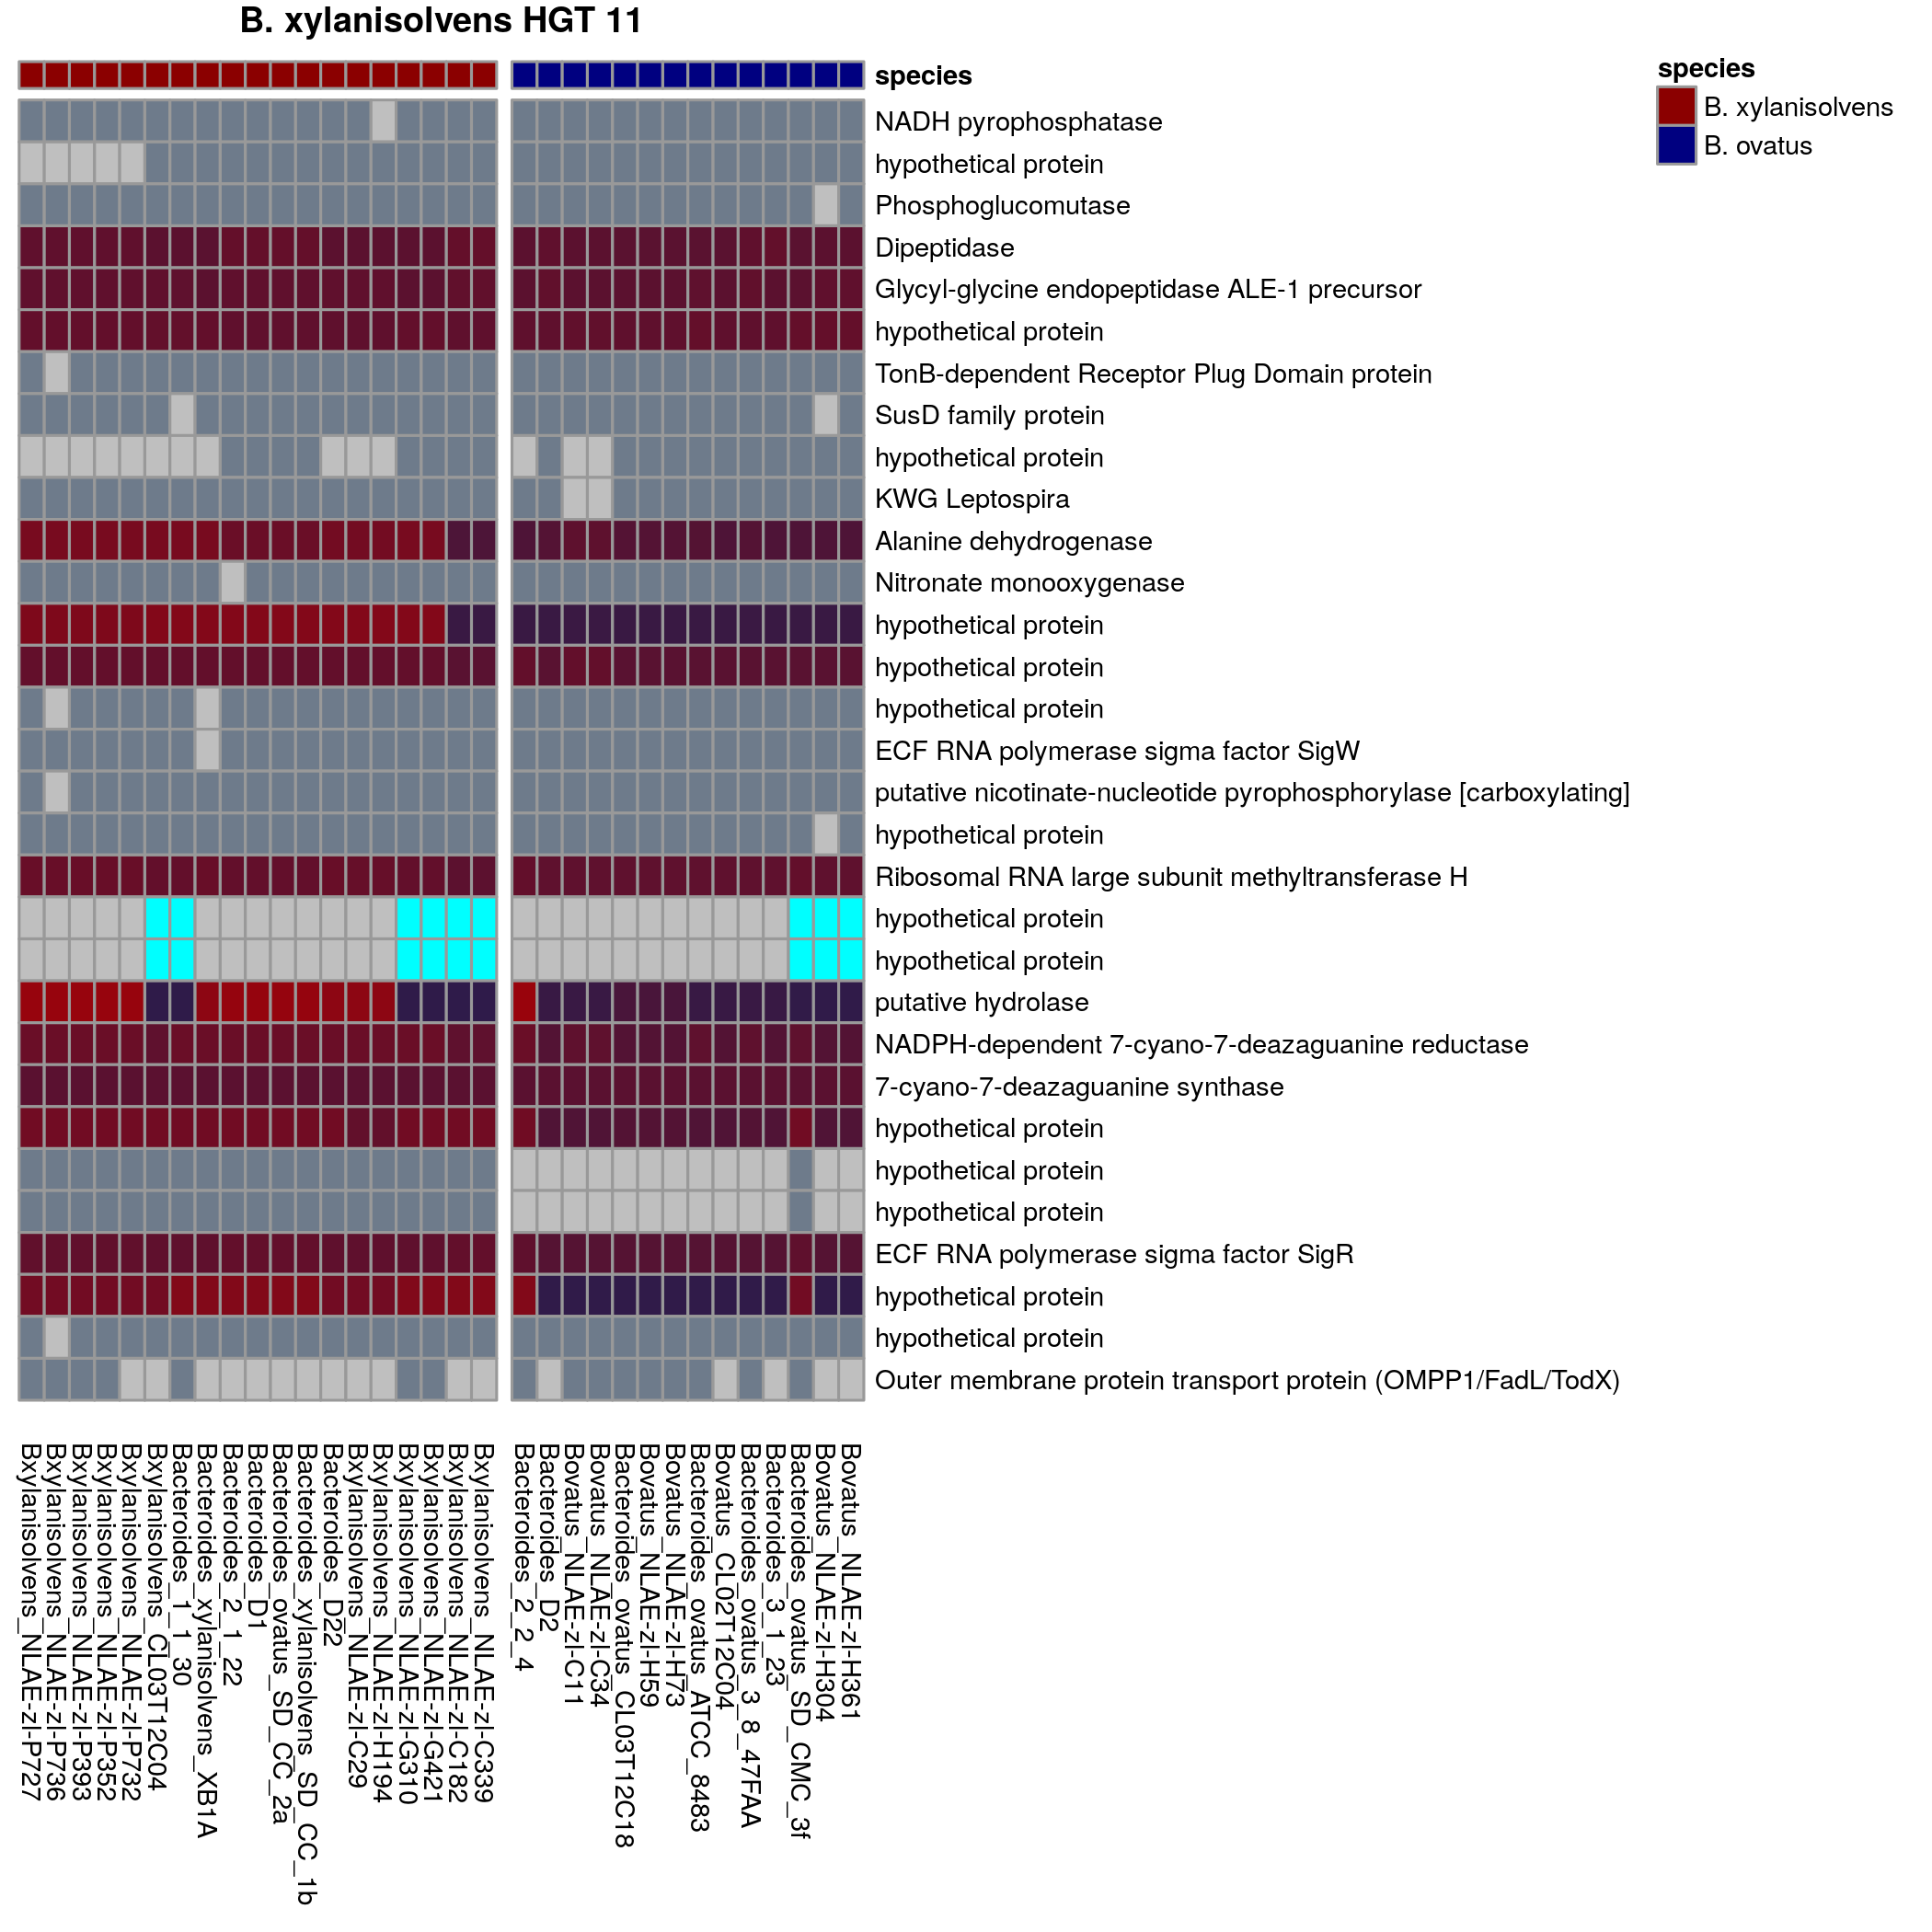 B. xylanisolvens HGT 11
species
species
B. xylanisolvens
B. ovatus
NADH pyrophosphatase
hypothetical protein
Phosphoglucomutase
Dipeptidase
Glycyl-glycine endopeptidase ALE-1 precursor
hypothetical protein
TonB-dependent Receptor Plug Domain protein
SusD family protein
hypothetical protein
KWG Leptospira
Alanine dehydrogenase
Nitronate monooxygenase
hypothetical protein
hypothetical protein
hypothetical protein
ECF RNA polymerase sigma factor SigW
putative nicotinate-nucleotide pyrophosphorylase [carboxylating]
hypothetical protein
Ribosomal RNA large subunit methyltransferase H
hypothetical protein
hypothetical protein
putative hydrolase
NADPH-dependent 7-cyano-7-deazaguanine reductase
7-cyano-7-deazaguanine synthase
hypothetical protein
hypothetical protein
hypothetical protein
ECF RNA polymerase sigma factor SigR
hypothetical protein
hypothetical protein
Outer membrane protein transport protein (OMPP1/FadL/TodX)
Bxylanisolvens_NLAE-zl-P727
Bxylanisolvens_NLAE-zl-P736
Bxylanisolvens_NLAE-zl-P393
Bxylanisolvens_NLAE-zl-P352
Bxylanisolvens_NLAE-zl-P732
Bxylanisolvens_CL03T12C04
Bacteroides_1_1_30
Bacteroides_xylanisolvens_XB1A
Bacteroides_2_1_22
Bacteroides_D1
Bacteroides_ovatus_SD_CC_2a
Bacteroides_xylanisolvens_SD_CC_1b
Bacteroides_D22
Bxylanisolvens_NLAE-zl-C29
Bxylanisolvens_NLAE-zl-H194
Bxylanisolvens_NLAE-zl-G310
Bxylanisolvens_NLAE-zl-G421
Bxylanisolvens_NLAE-zl-C182
Bxylanisolvens_NLAE-zl-C339
Bacteroides_2_2_4
Bacteroides_D2
Bovatus_NLAE-zl-C11
Bovatus_NLAE-zl-C34
Bacteroides_ovatus_CL03T12C18
Bovatus_NLAE-zl-H59
Bovatus_NLAE-zl-H73
Bacteroides_ovatus_ATCC_8483
Bovatus_CL02T12C04
Bacteroides_ovatus_3_8_47FAA
Bacteroides_3_1_23
Bacteroides_ovatus_SD_CMC_3f
Bovatus_NLAE-zl-H304
Bovatus_NLAE-zl-H361